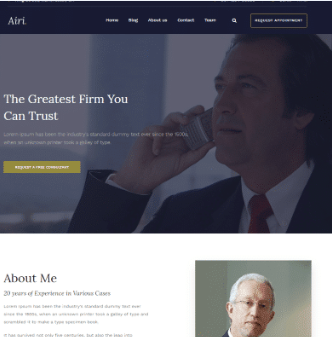 Airi.
Home Blog About us Contact Team
REQUEST APPOINTMENT
The Greatest Firm You
Can Trust
Lorem Ipsum has been the industry's standard dummy text ever since the 1500s,
when an unknown printer took a galley of type.
REQUEST A FREE CONSULTANT
About Me
20 years of Experience in Various Cases
Lorem Ipsum has been the industry's standard dummy text ever
since the 1500s, when an unknown printer took a galley of type and
scrambled it to make a type specimen book.
It has survived not only five centuries, but also the leap into